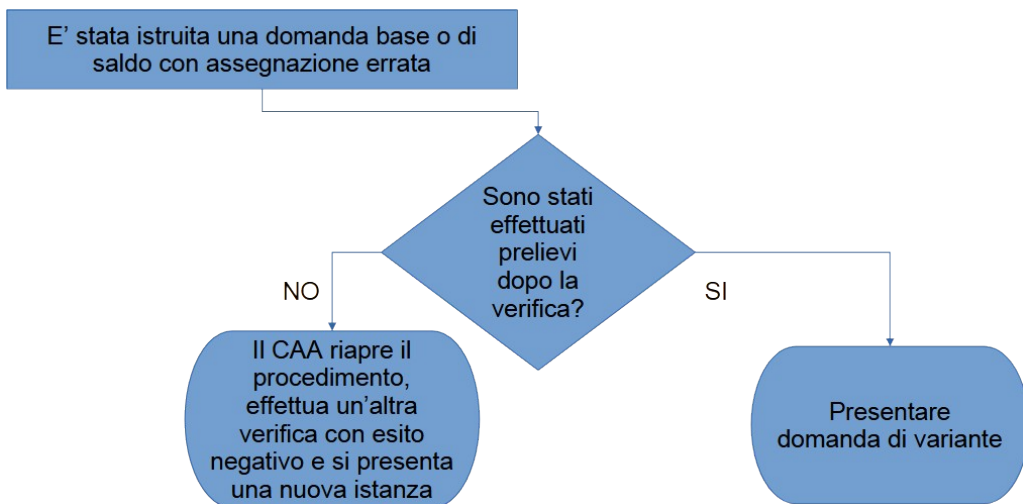 E' stata istruita una domanda base o di
saldo con assegnazione errata
Sono stati
effettuati
prelievi
dopo la
verifica?
NO
SI
Il CAA riapre il
procedimento,
effettua un'altra
verifica con esito
negativo e si presenta
una nuova istanza
Presentare
domanda di variante